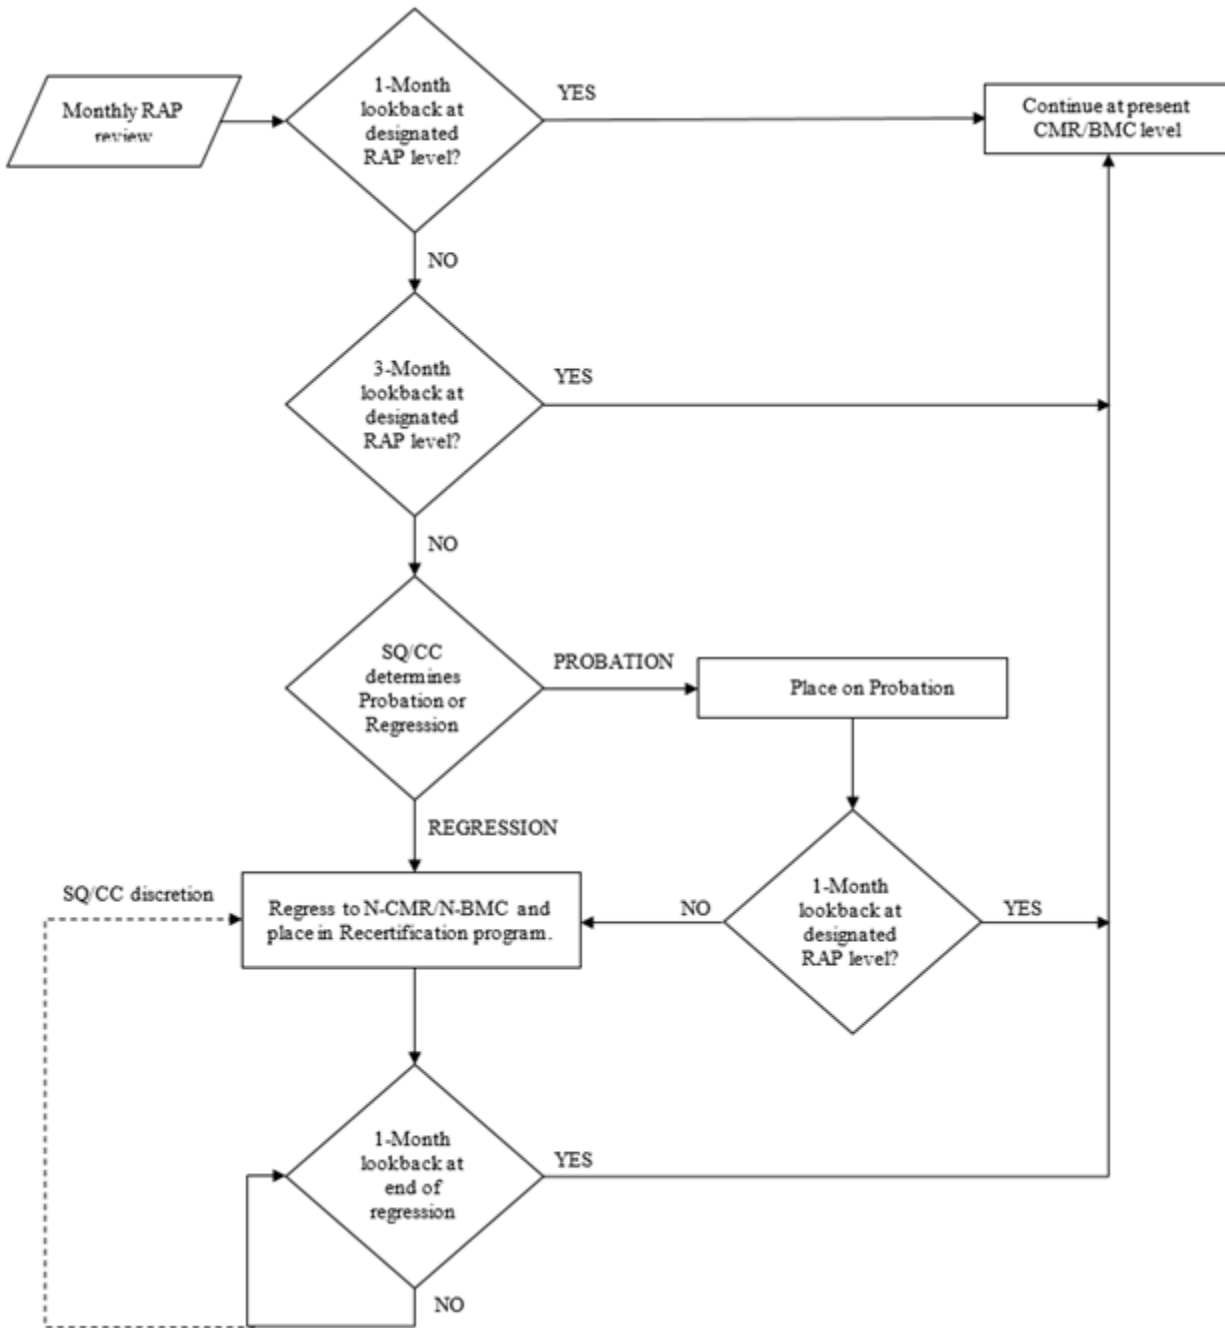 Monthly RAP
review
1-Month
lookback at
designated
RAP level?
YES
Continue at present
CMR/BMC level
NO
3-Month
lookback at
designated
RAP level?
YES
NO
SQ/CC
determines
Probation or
Regression
PROBATION
Place on Probation
REGRESSION
SQ/CC discretion
Regress to N-CMR/N-BMC and
place in Recertification program.
NO
1-Month
lookback at
designated
RAP level?
YES
1-Month
lookback at
end of
regression
YES
NO